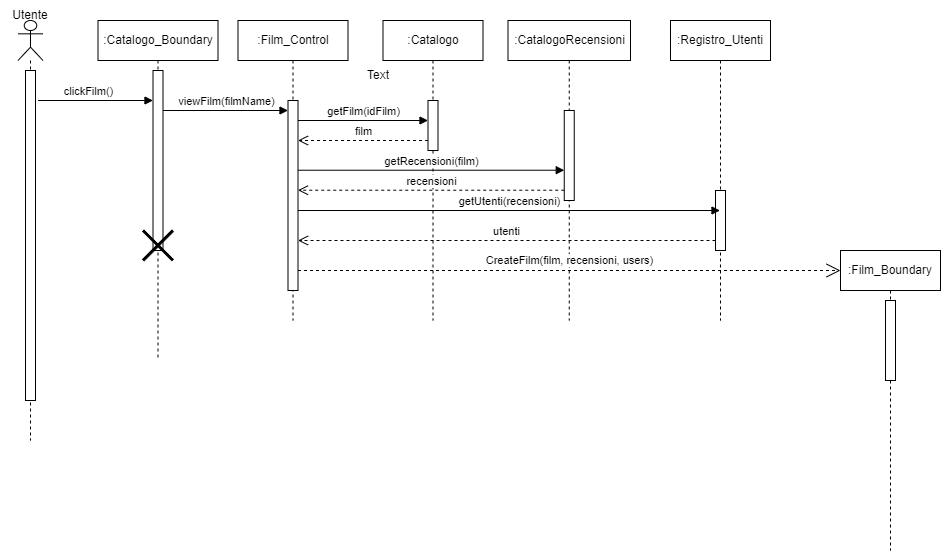 Utente
:Catalogo_Boundary
:Film_Control
:Catalogo
:CatalogoRecensioni
:Registro_Utenti
Text
clickFilm()
viewFilm(filmName)
getFilm(idFilm)
film
getRecensioni(film)
recensioni
getUtenti(recensioni)
utenti
CreateFilm(film, recensioni, users)
:Film_Boundary